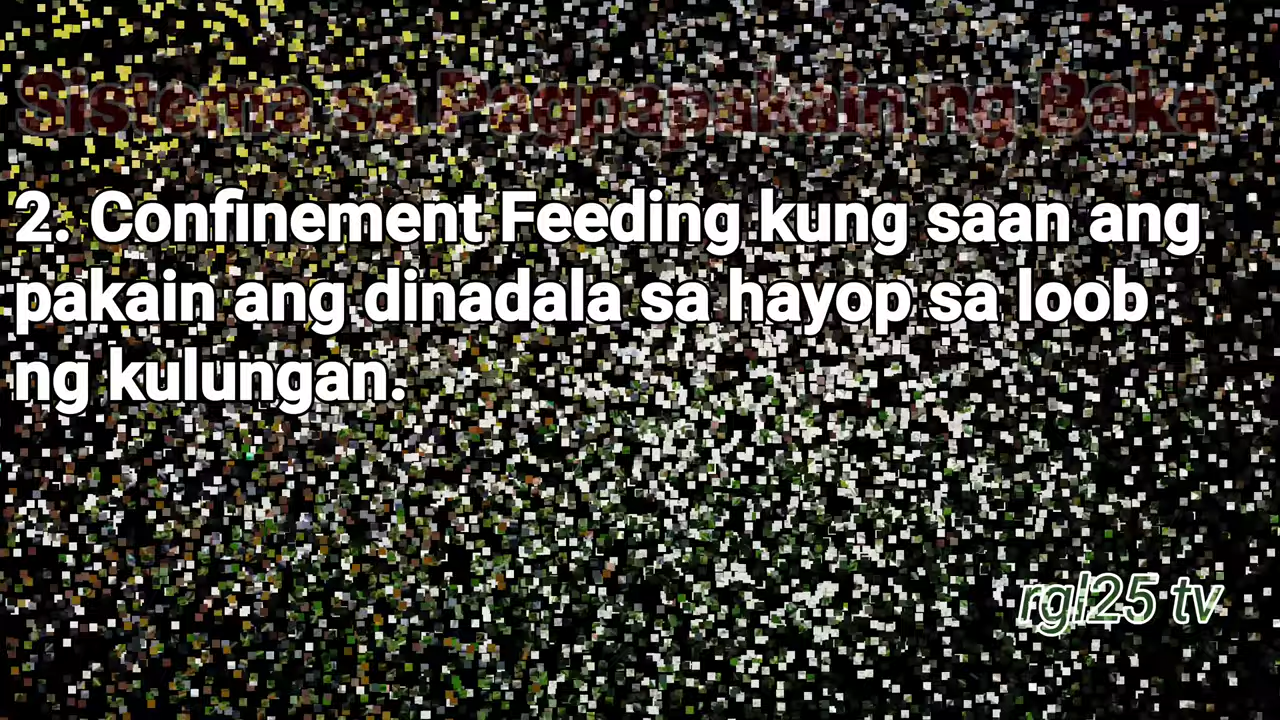 Sistema sa Pagpapakain ng Baka
2. Confinement Feeding kung saan ang
pakain ang dinadala sa hayop sa loob
ng kulungan.
rgl25 tv